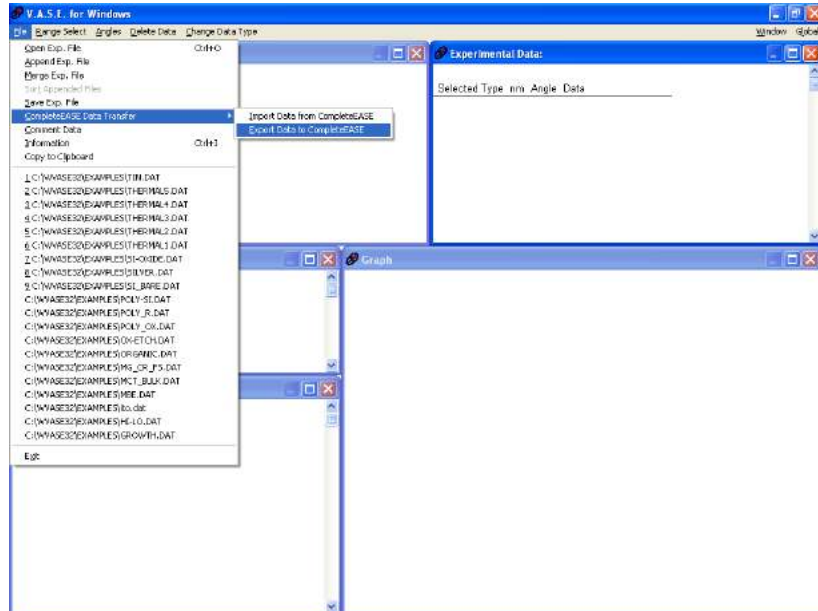 V.A.S.E. for Windows
File Range Select Angles Delete Data Change Data Type Window Global
Open Exp. File Ctrl+O
Append Exp. File
Merge Exp. File
Sort Appended Files
Save Exp. File
CompleteEASE Data Transfer
Import Data from CompleteEASE
Export Data to CompleteEASE
Comment Data
Information Ctrl+I
Copy to Clipboard
1 C:\WVASE32\EXAMPLES\TIN.DAT
2 C:\WVASE32\EXAMPLES\THERMAL5.DAT
3 C:\WVASE32\EXAMPLES\THERMAL4.DAT
4 C:\WVASE32\EXAMPLES\THERMAL3.DAT
5 C:\WVASE32\EXAMPLES\THERMAL2.DAT
6 C:\WVASE32\EXAMPLES\THERMAL1.DAT
7 C:\WVASE32\EXAMPLES\SI-OXIDE.DAT
8 C:\WVASE32\EXAMPLES\SILVER.DAT
9 C:\WVASE32\EXAMPLES\SI_BARE.DAT
C:\WVASE32\EXAMPLES\POLY-SI.DAT
C:\WVASE32\EXAMPLES\POLY_R.DAT
C:\WVASE32\EXAMPLES\POLY_OX.DAT
C:\WVASE32\EXAMPLES\OX-ETCH.DAT
C:\WVASE32\EXAMPLES\ORGANIC.DAT
C:\WVASE32\EXAMPLES\MG_CR_PS.DAT
C:\WVASE32\EXAMPLES\MCT_BULK.DAT
C:\WVASE32\EXAMPLES\MBE.DAT
C:\WVASE32\EXAMPLES\ito.dat
C:\WVASE32\EXAMPLES\HI-LO.DAT
C:\WVASE32\EXAMPLES\GROWTH.DAT
Exit
Experimental Data:
Selected Type nm Angle Data
Graph